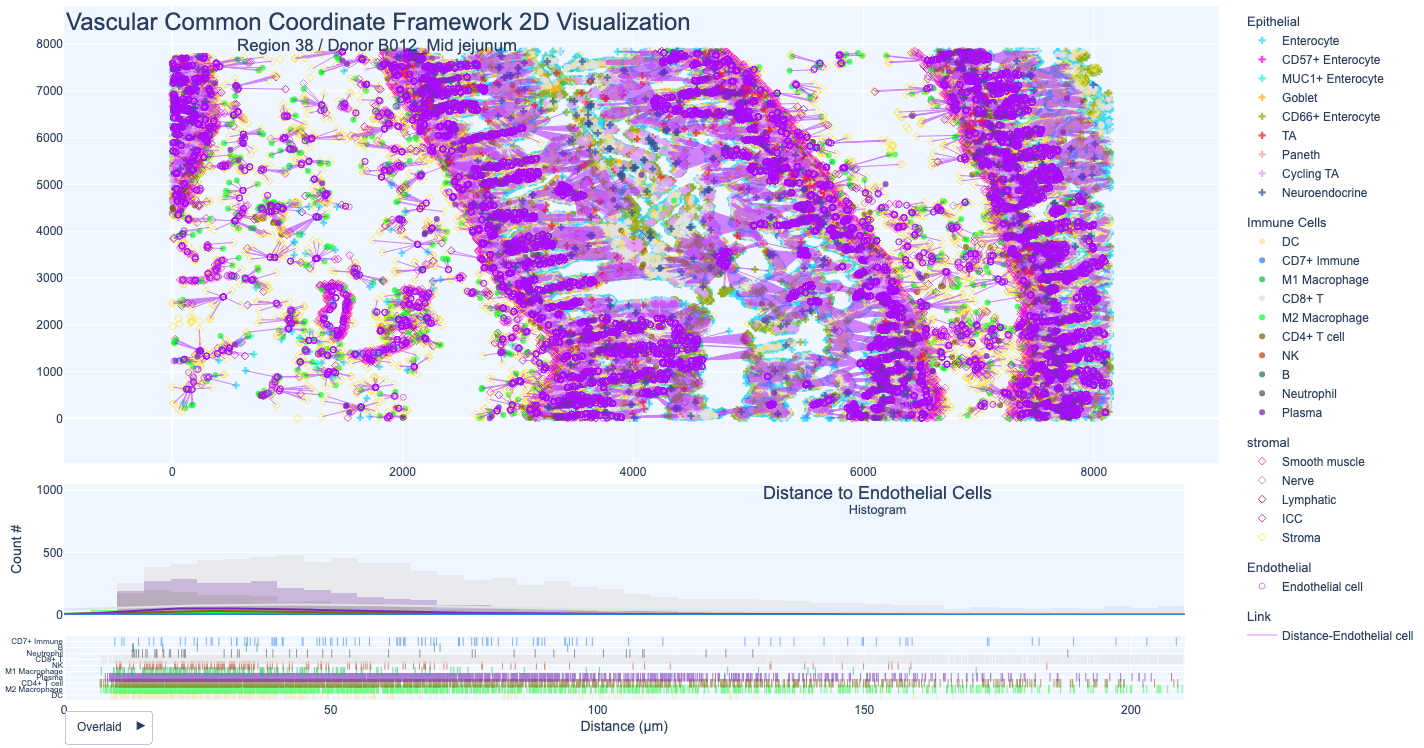 Vascular Common Coordinate Framework 2D Visualization
Region 38 / Donor B012 Mid jejunum
8000
7000
6000
5000
4000
3000
2000
1000
0
0 2000 4000 6000 8000
Epithelial
Enterocyte
CD57+ Enterocyte
MUC1+ Enterocyte
Goblet
CD66+ Enterocyte
TA
Paneth
Cycling TA
Neuroendocrine
Immune Cells
DC
CD7+ Immune
M1 Macrophage
CD8+ T
M2 Macrophage
CD4+ T cell
NK
B
Neutrophil
Plasma
stromal
Smooth muscle
Nerve
Lymphatic
ICC
Stroma
Endothelial
Endothelial cell
Link
Distance-Endothelial cell
Distance to Endothelial Cells
Histogram
Count #
1000
500
0
CD7+ Immune
B
Neutrophil
CD8+ T
NK
M1 Macrophage
Plasma
CD4+ T cell
M2 Macrophage
DC
0 50 100 150 200
Distance (μm)
Overlaid ▶